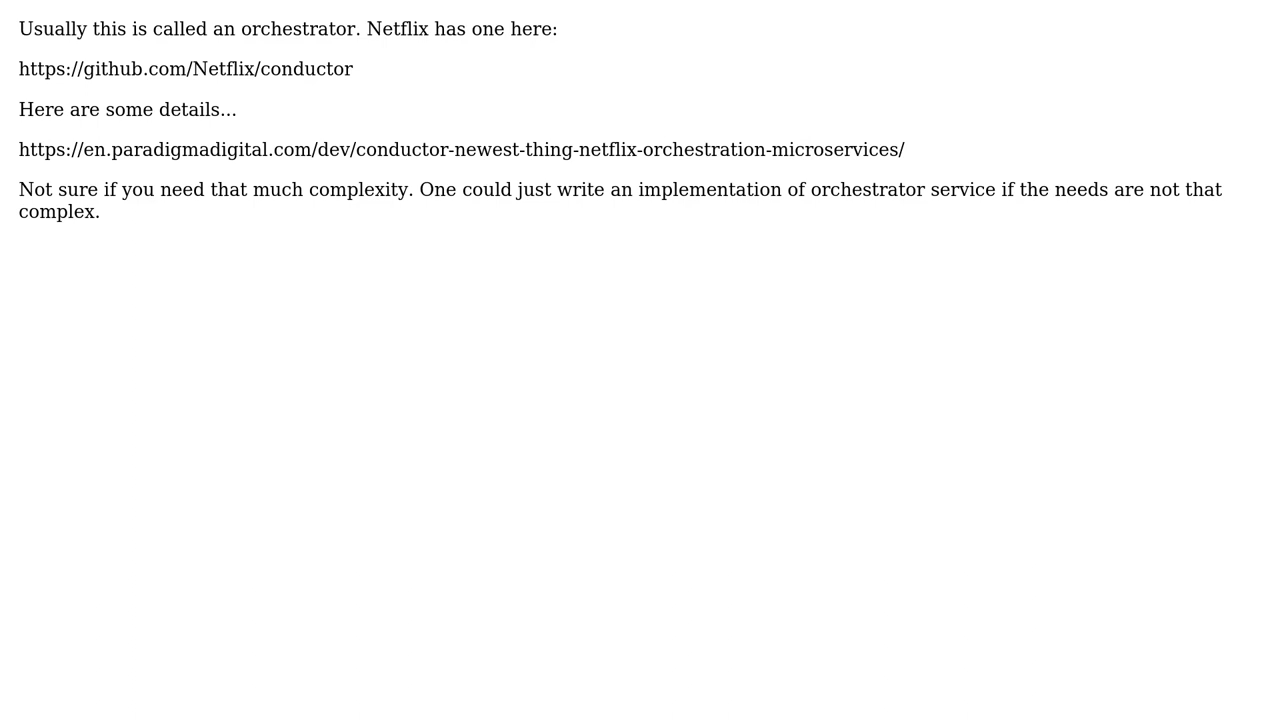 Usually this is called an orchestrator. Netflix has one here:
https://github.com/Netflix/conductor
Here are some details...
https://en.paradigmadigital.com/dev/conductor-newest-thing-netflix-orchestration-microservices/
Not sure if you need that much complexity. One could just write an implementation of orchestrator service if the needs are not that
complex.